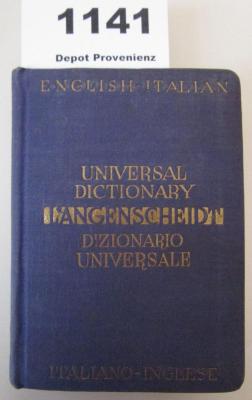 1141
Depot Provenienz
ENGLISH-ITALIAN
UNIVERSAL
DICTIONARY
LANGENSCHEIDT
DIZIONARIO
UNIVERSALE
ITALIANO-INGLESE